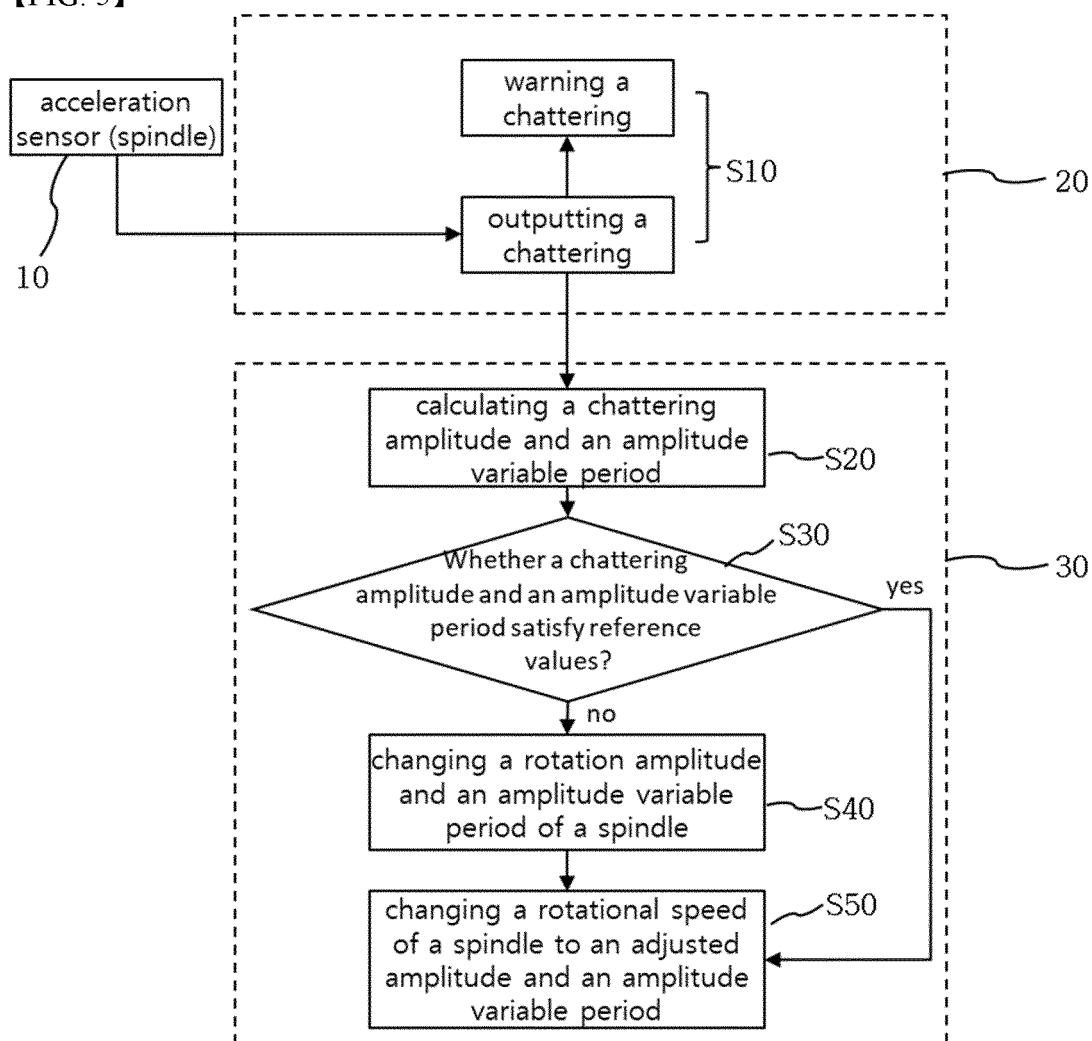 acceleration
sensor (spindle)
10
warning a
chattering
S10
outputting a
chattering
20
calculating a chattering
amplitude and an amplitude
variable period
S20
S30
Whether a chattering
amplitude and an amplitude variable
period satisfy reference
values?
yes
30
no
changing a rotation amplitude
and an amplitude variable
period of a spindle
S40
changing a rotational speed
of a spindle to an adjusted
amplitude and an amplitude
variable period
S50